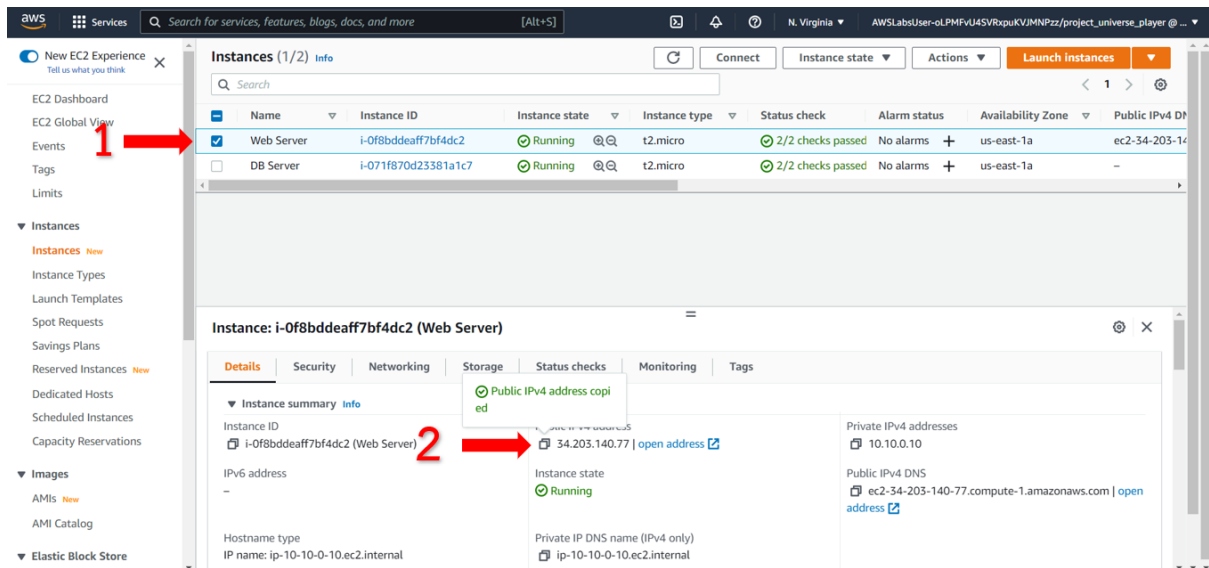 aws Services Search for services, features, blogs, docs, and more [Alt+S] N. Virginia ▼ AWSLabsUser-oLPMFvU4SVRxpuKVJMNPzz/project_universe_player @ ... ▼
New EC2 Experience
Tell us what you think
EC2 Dashboard
EC2 Global View
Events
Tags
Limits
▼ Instances
Instances New
Instance Types
Launch Templates
Spot Requests
Savings Plans
Reserved Instances New
Dedicated Hosts
Scheduled Instances
Capacity Reservations
▼ Images
AMIs New
AMI Catalog
▼ Elastic Block Store
Instances (1/2) Info Connect Instance state ▼ Actions ▼ Launch instances ▼
Search 1
Name Instance ID Instance state Instance type Status check Alarm status Availability Zone Public IPv4 DN
1 Web Server i-0f8bddeaff7bf4dc2 Running t2.micro 2/2 checks passed No alarms + us-east-1a ec2-34-203-14
DB Server i-071f870d23381a1c7 Running t2.micro 2/2 checks passed No alarms + us-east-1a –
Instance: i-0f8bddeaff7bf4dc2 (Web Server)
Details Security Networking Storage Status checks Monitoring Tags
Public IPv4 address copi
ed
▼ Instance summary Info
Instance ID
i-0f8bddeaff7bf4dc2 (Web Server)
2
34.203.140.77 | open address
Private IPv4 addresses
10.10.0.10
IPv6 address
–
Instance state
Running
Public IPv4 DNS
ec2-34-203-140-77.compute-1.amazonaws.com | open
address
Hostname type
IP name: ip-10-10-0-10.ec2.internal
Private IP DNS name (IPv4 only)
ip-10-10-0-10.ec2.internal